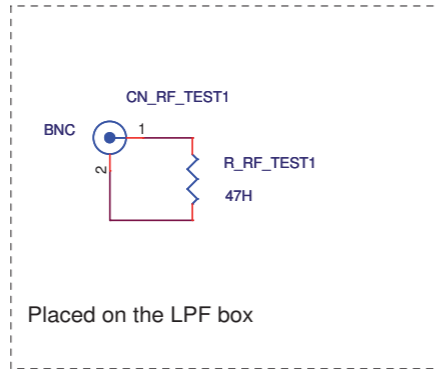 CN_RF_TEST1
BNC
1
2
R_RF_TEST1
47H
Placed on the LPF box